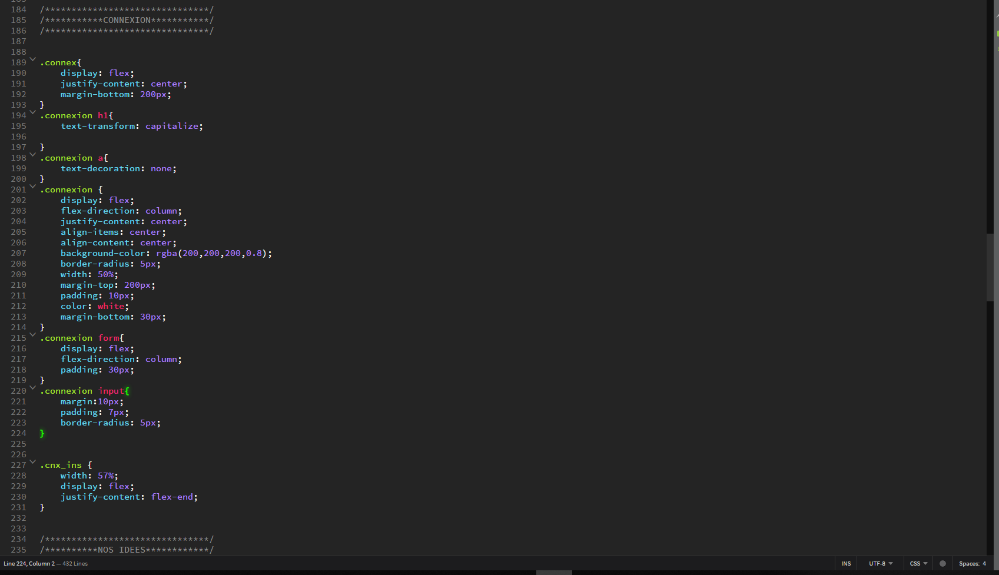 184 /*******************************/
185 /***********CONNEXION***********/
186 /*******************************/
187
188
189 .connex{
190     display: flex;
191     justify-content: center;
192     margin-bottom: 200px;
193 }
194 .connexion h1{
195     text-transform: capitalize;
196
197 }
198 .connexion a{
199     text-decoration: none;
200 }
201 .connexion {
202     display: flex;
203     flex-direction: column;
204     justify-content: center;
205     align-items: center;
206     align-content: center;
207     background-color: rgba(200,200,200,0.8);
208     border-radius: 5px;
209     width: 50%;
210     margin-top: 200px;
211     padding: 10px;
212     color: white;
213     margin-bottom: 30px;
214 }
215 .connexion form{
216     display: flex;
217     flex-direction: column;
218     padding: 30px;
219 }
220 .connexion input{
221     margin:10px;
222     padding: 7px;
223     border-radius: 5px;
224 }
225
226
227 .cnx_ins {
228     width: 57%;
229     display: flex;
230     justify-content: flex-end;
231 }
232
233
234 /*******************************/
235 /**********NOS IDEES************/
Line 224, Column 2 — 432 Lines INS UTF-8 CSS Spaces: 4